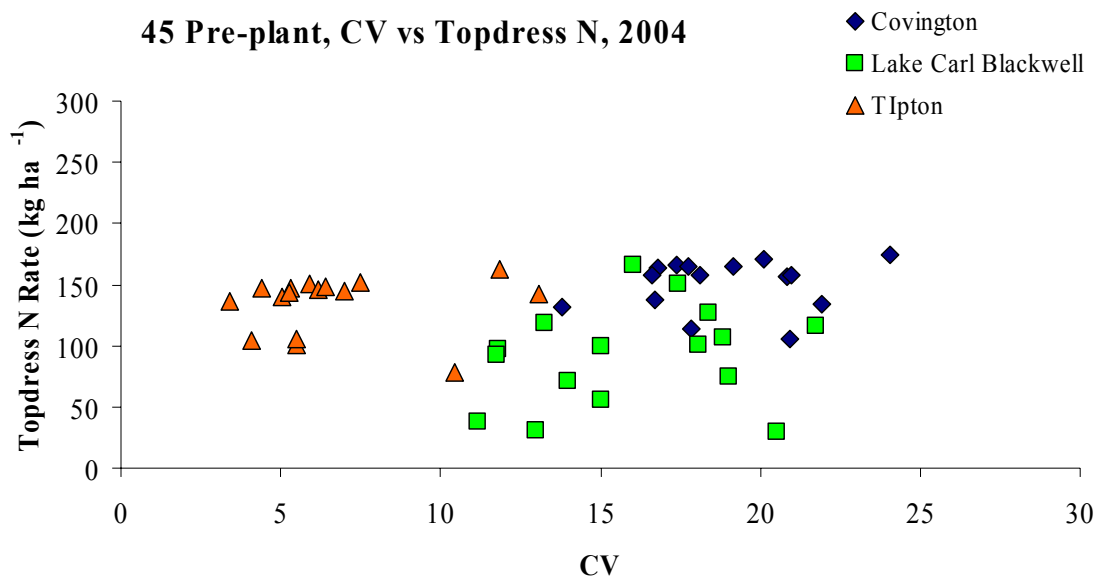 45 Pre-plant, CV vs Topdress N, 2004
Covington
Lake Carl Blackwell
TIpton
Topdress N Rate (kg ha -1)
300
250
200
150
100
50
0
0 5 10 15 20 25 30
CV